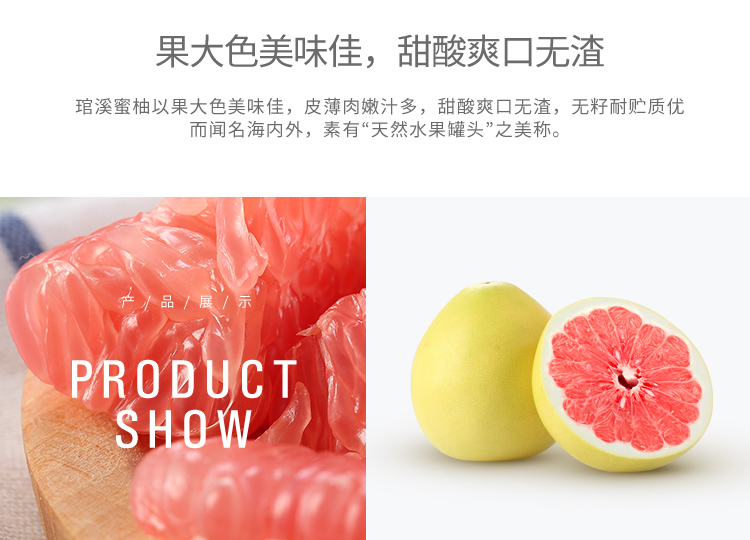 果大色美味佳，甜酸爽口无渣
琯溪蜜柚以果大色美味佳，皮薄肉嫩汁多，甜酸爽口无渣，无籽耐贮质优
而闻名海内外，素有“天然水果罐头”之美称。
产/品/展/示
PRODUCT
SHOW